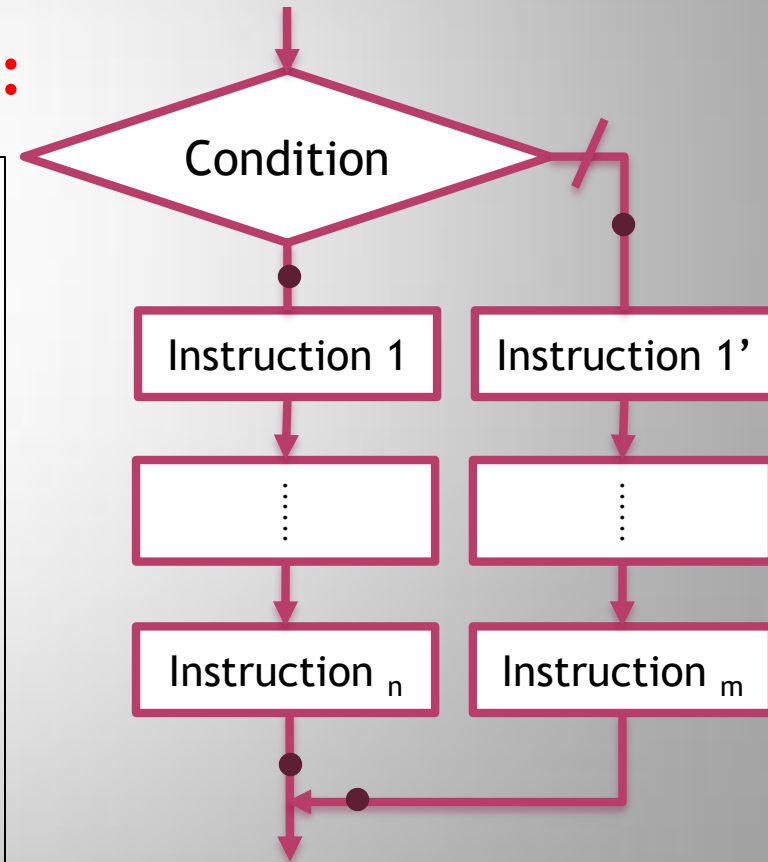 :
Condition
Instruction 1
Instruction 1’
⋮
⋮
Instruction n
Instruction m